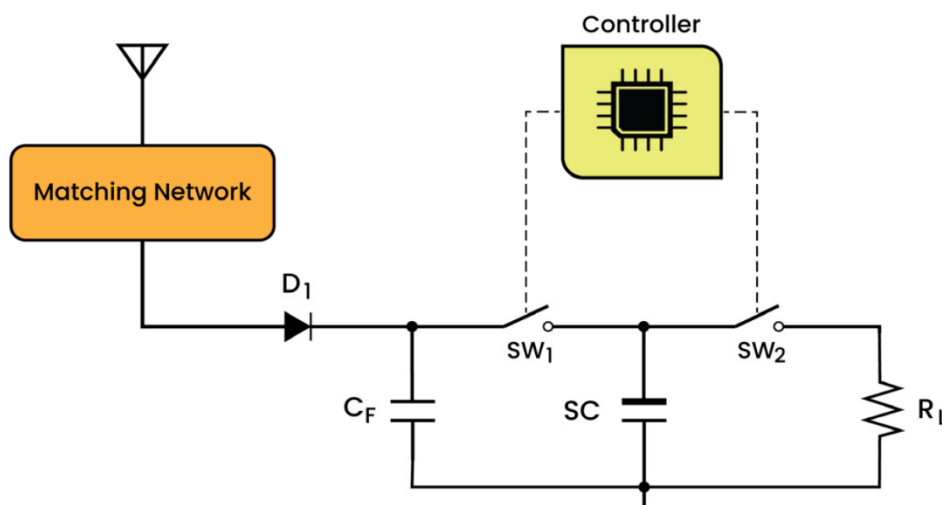 Controller
Matching Network
D1
SW1
SW2
CF
SC
RL